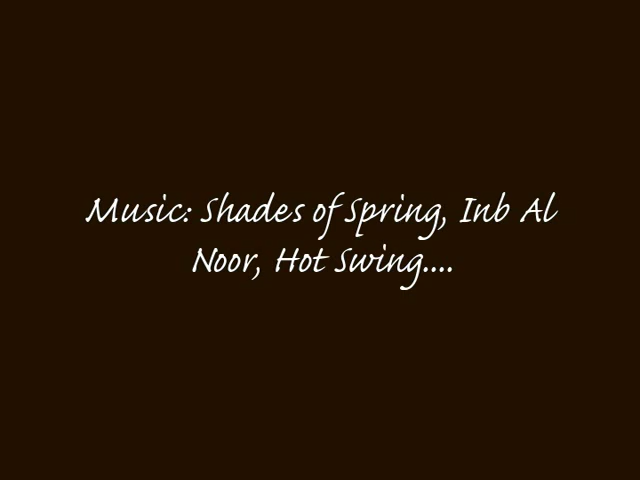 Music: Shades of Spring, Inb Al
Noor, Hot Swing....